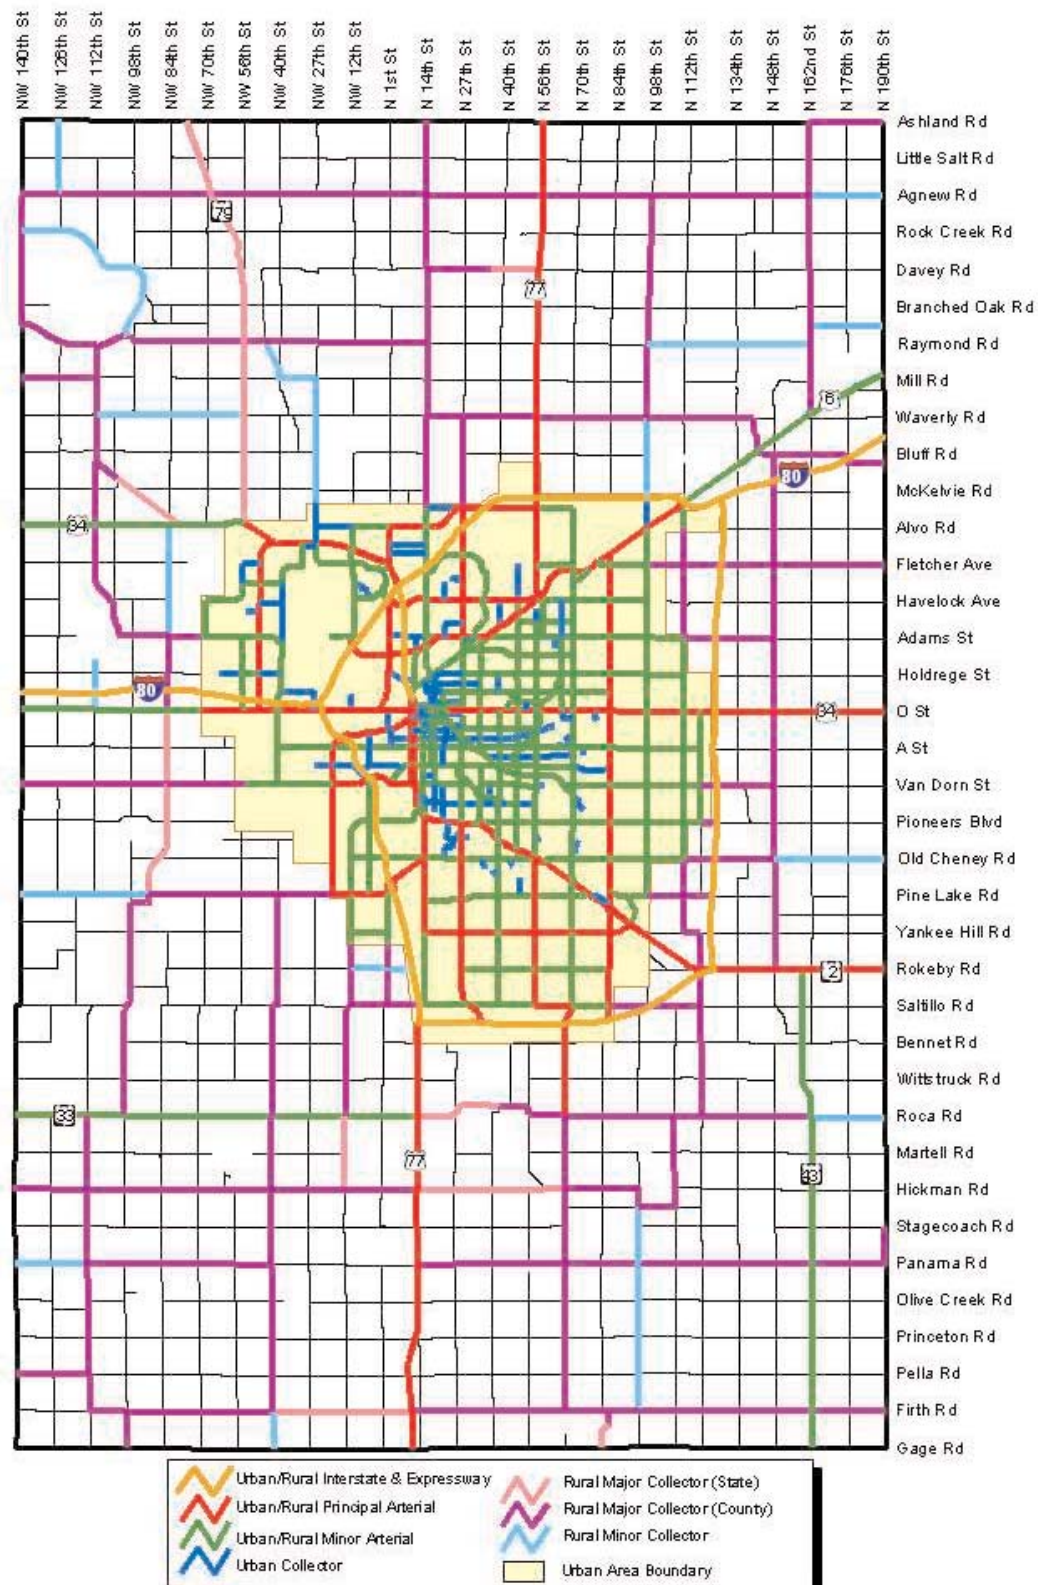 NW 140th St
NW 126th St
NW 112th St
NW 98th St
NW 84th St
NW 70th St
NW 56th St
NW 40th St
NW 27th St
NW 12th St
N 1st St
N 14th St
N 27th St
N 40th St
N 56th St
N 70th St
N 84th St
N 98th St
N 112th St
N 134th St
N 148th St
N 162nd St
N 176th St
N 190th St
Ashland Rd
Little Salt Rd
Agnew Rd
79
Rock Creek Rd
Davey Rd
77
Branched Oak Rd
Raymond Rd
Mill Rd
6
Waverly Rd
Bluff Rd
80
McKelvie Rd
34
Alvo Rd
Fletcher Ave
Havelock Ave
Adams St
Holdrege St
80
34
O St
A St
Van Dorn St
Pioneers Blvd
Old Cheney Rd
Pine Lake Rd
Yankee Hill Rd
2
Rokeby Rd
Saltillo Rd
Bennet Rd
Wittstruck Rd
33
Roca Rd
Martell Rd
77
43
Hickman Rd
Stagecoach Rd
Panama Rd
Olive Creek Rd
Princeton Rd
Pella Rd
Firth Rd
Gage Rd
Urban/Rural Interstate & Expressway
Urban/Rural Principal Arterial
Urban/Rural Minor Arterial
Urban Collector
Rural Major Collector (State)
Rural Major Collector (County)
Rural Minor Collector
Urban Area Boundary